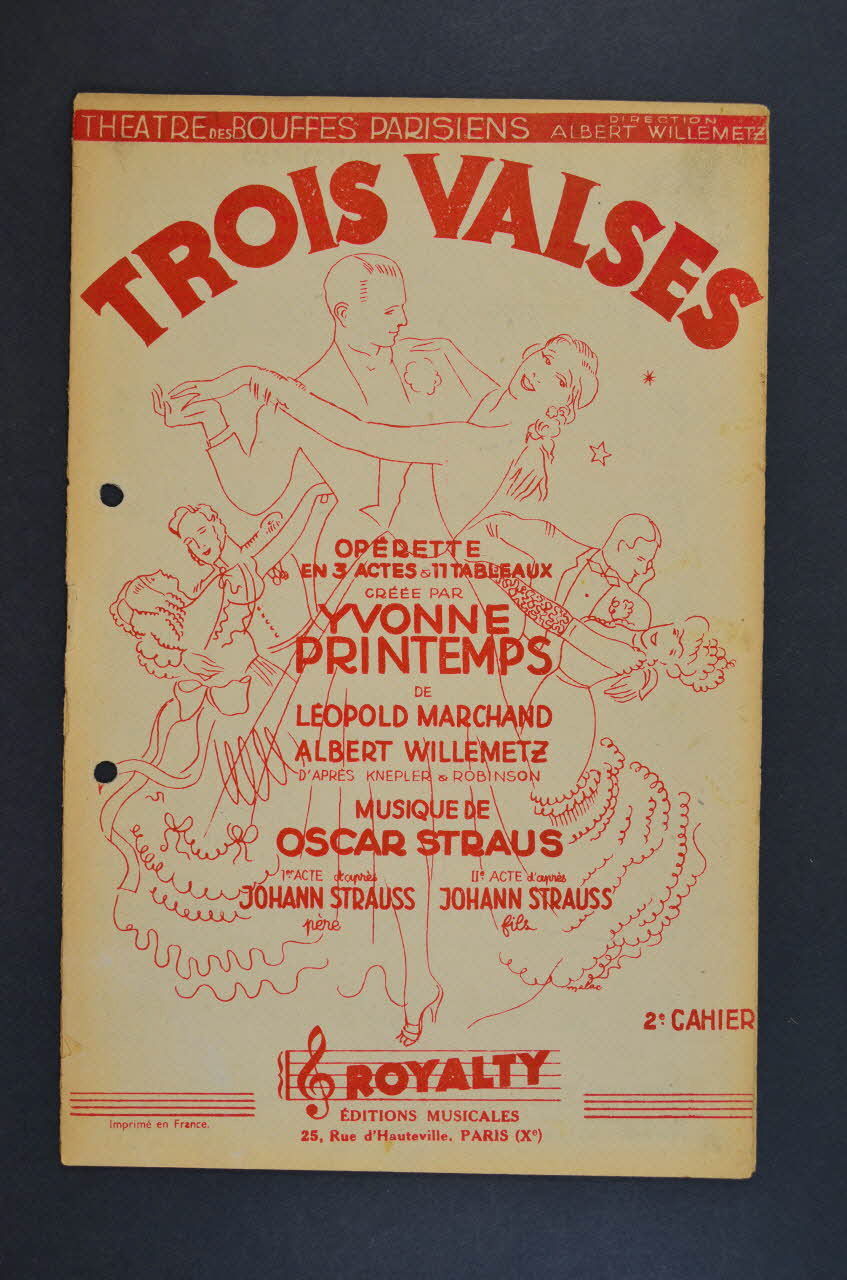 THEATRE DES BOUFFES PARISIENS
DIRECTION
ALBERT WILLEMETZ
TROIS VALSES
OPÉRETTE
EN 3 ACTES & 11 TABLEAUX
CRÉÉE PAR
YVONNE
PRINTEMPS
DE
LÉOPOLD MARCHAND
ALBERT WILLEMETZ
D'APRÈS KNEPLER & ROBINSON
MUSIQUE DE
OSCAR STRAUS
1er ACTE d'après
JOHANN STRAUSS
père
IIe ACTE d'après
JOHANN STRAUSS
fils
melac
2e CAHIER
ROYALTY
ÉDITIONS MUSICALES
25, Rue d'Hauteville, PARIS (Xe)
Imprimé en France.